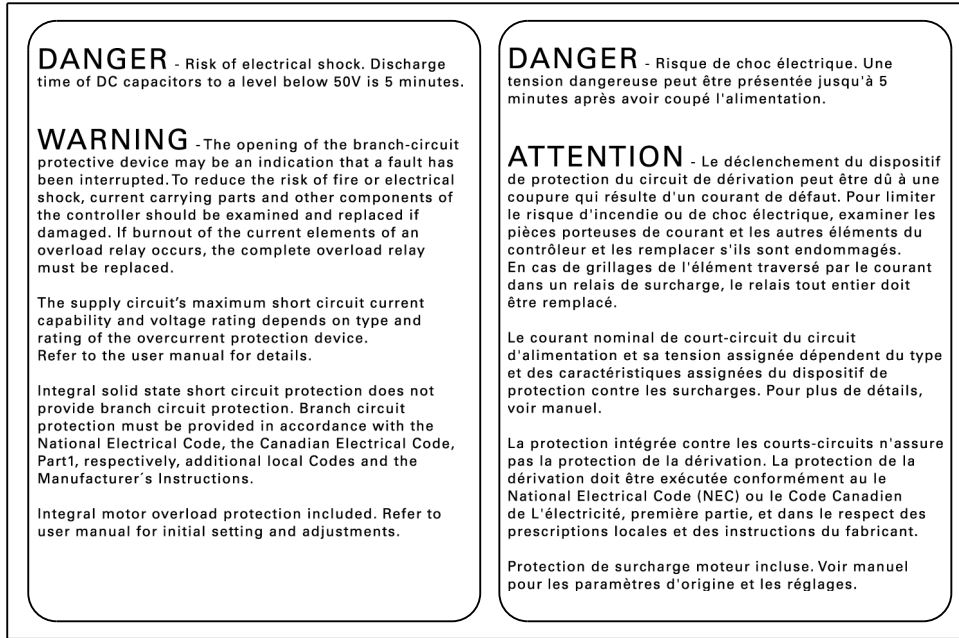 DANGER - Risk of electrical shock. Discharge
time of DC capacitors to a level below 50V is 5 minutes.
WARNING - The opening of the branch-circuit
protective device may be an indication that a fault has
been interrupted. To reduce the risk of fire or electrical
shock, current carrying parts and other components of
the controller should be examined and replaced if
damaged. If burnout of the current elements of an
overload relay occurs, the complete overload relay
must be replaced.
The supply circuit's maximum short circuit current
capability and voltage rating depends on type and
rating of the overcurrent protection device.
Refer to the user manual for details.
Integral solid state short circuit protection does not
provide branch circuit protection. Branch circuit
protection must be provided in accordance with the
National Electrical Code, the Canadian Electrical Code,
Part1, respectively, additional local Codes and the
Manufacturer´s Instructions.
Integral motor overload protection included. Refer to
user manual for initial setting and adjustments.
DANGER - Risque de choc électrique. Une
tension dangereuse peut être présentée jusqu'à 5
minutes après avoir coupé l'alimentation.
ATTENTION - Le déclenchement du dispositif
de protection du circuit de dérivation peut être dû à une
coupure qui résulte d'un courant de défaut. Pour limiter
le risque d'incendie ou de choc électrique, examiner les
pièces porteuses de courant et les autres éléments du
contrôleur et les remplacer s'ils sont endommagés.
En cas de grillages de l'élément traversé par le courant
dans un relais de surcharge, le relais tout entier doit
être remplacé.
Le courant nominal de court-circuit du circuit
d'alimentation et sa tension assignée dépendent du type
et des caractéristiques assignées du dispositif de
protection contre les surcharges. Pour plus de détails,
voir manuel.
La protection intégrée contre les courts-circuits n'assure
pas la protection de la dérivation. La protection de la
dérivation doit être exécutée conformément au le
National Electrical Code (NEC) ou le Code Canadien
de L'électricité, première partie, et dans le respect des
prescriptions locales et des instructions du fabricant.
Protection de surcharge moteur incluse. Voir manuel
pour les paramètres d'origine et les réglages.